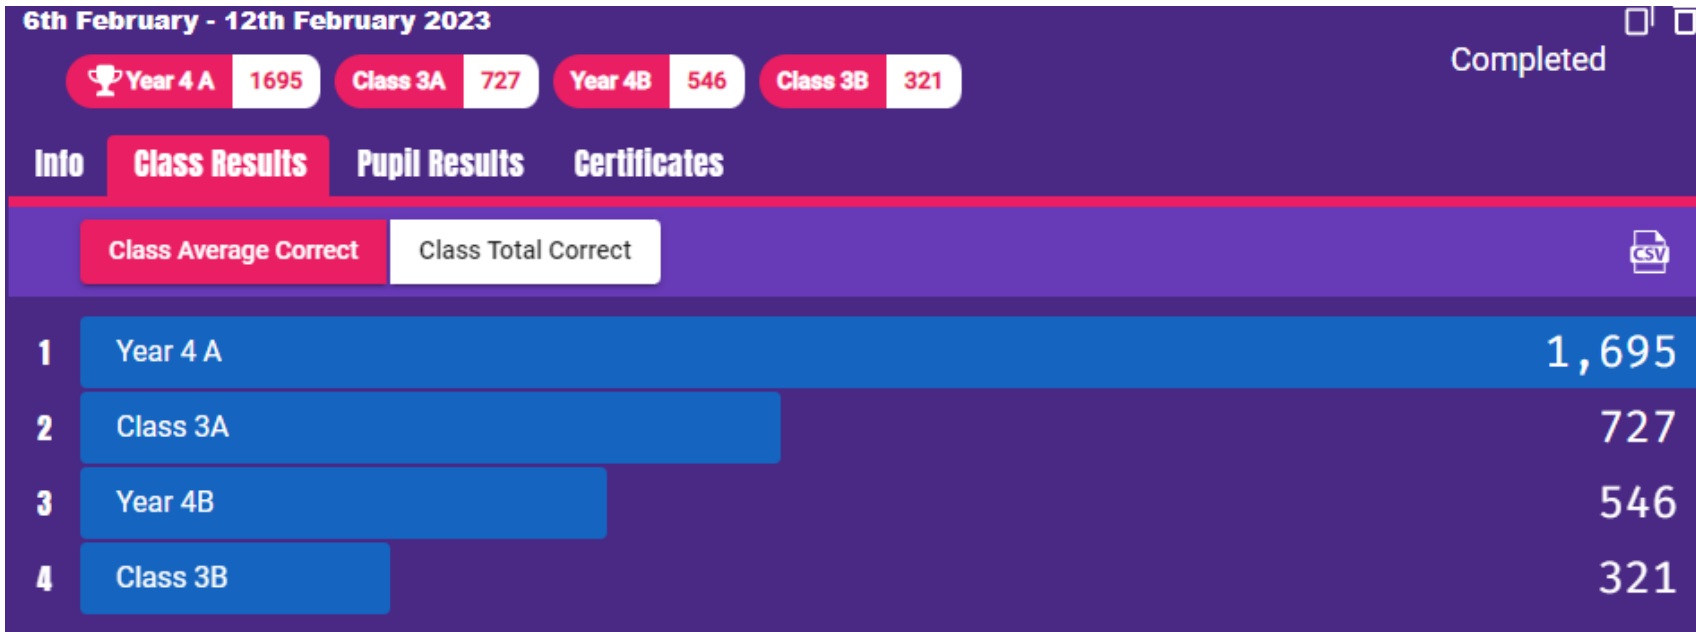 6th February - 12th February 2023
Completed
Year 4 A 1695 Class 3A 727 Year 4B 546 Class 3B 321
Info Class Results Pupil Results Certificates
Class Average Correct Class Total Correct CSV
1 Year 4 A 1,695
2 Class 3A 727
3 Year 4B 546
4 Class 3B 321